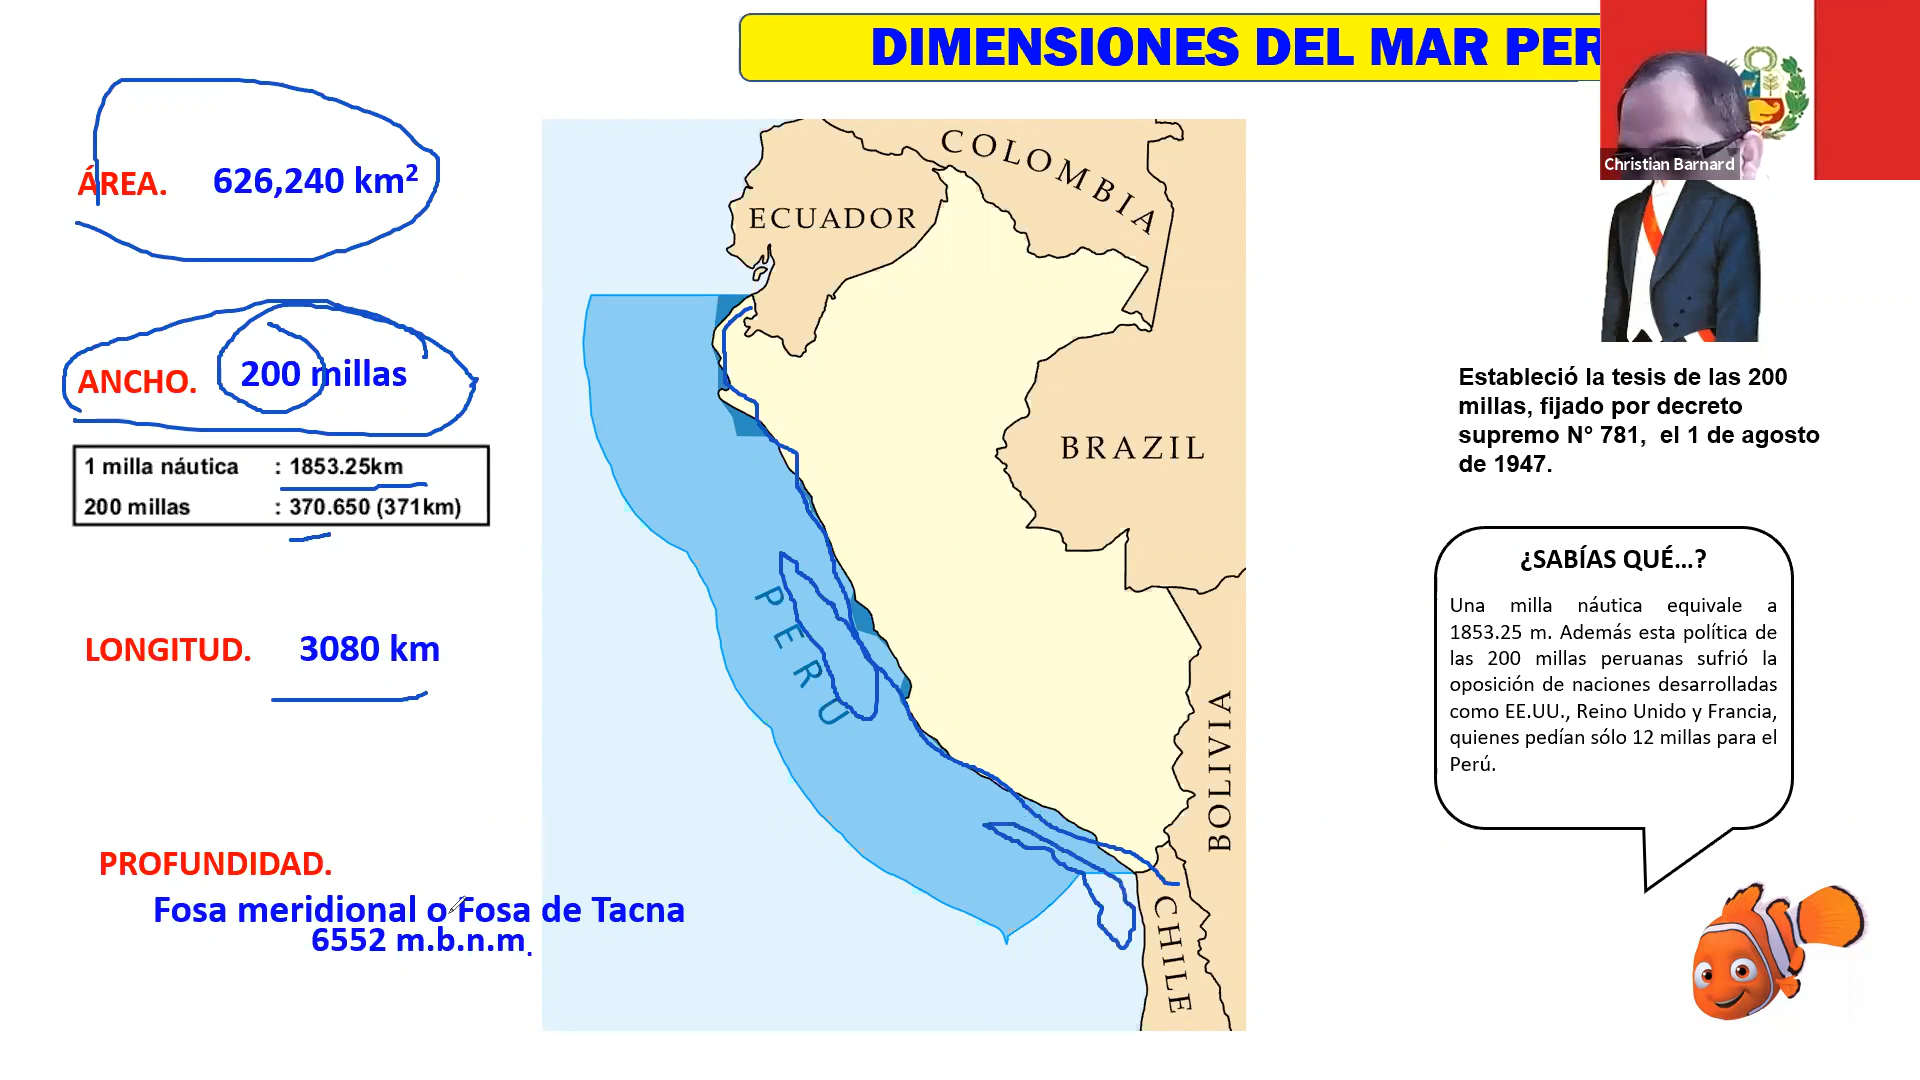 DIMENSIONES DEL MAR PER
Christian Barnard
ÁREA. 626,240 km²
ANCHO. 200 millas
1 milla náutica : 1853.25km
200 millas : 370.650 (371km)
LONGITUD. 3080 km
PROFUNDIDAD.
Fosa meridional o Fosa de Tacna
6552 m.b.n.m.
COLOMBIA
ECUADOR
BRAZIL
PERÚ
BOLIVIA
CHILE
Estableció la tesis de las 200
millas, fijado por decreto
supremo N° 781, el 1 de agosto
de 1947.
¿SABÍAS QUÉ...?
Una milla náutica equivale a
1853.25 m. Además esta política de
las 200 millas peruanas sufrió la
oposición de naciones desarrolladas
como EE.UU., Reino Unido y Francia,
quienes pedían sólo 12 millas para el
Perú.